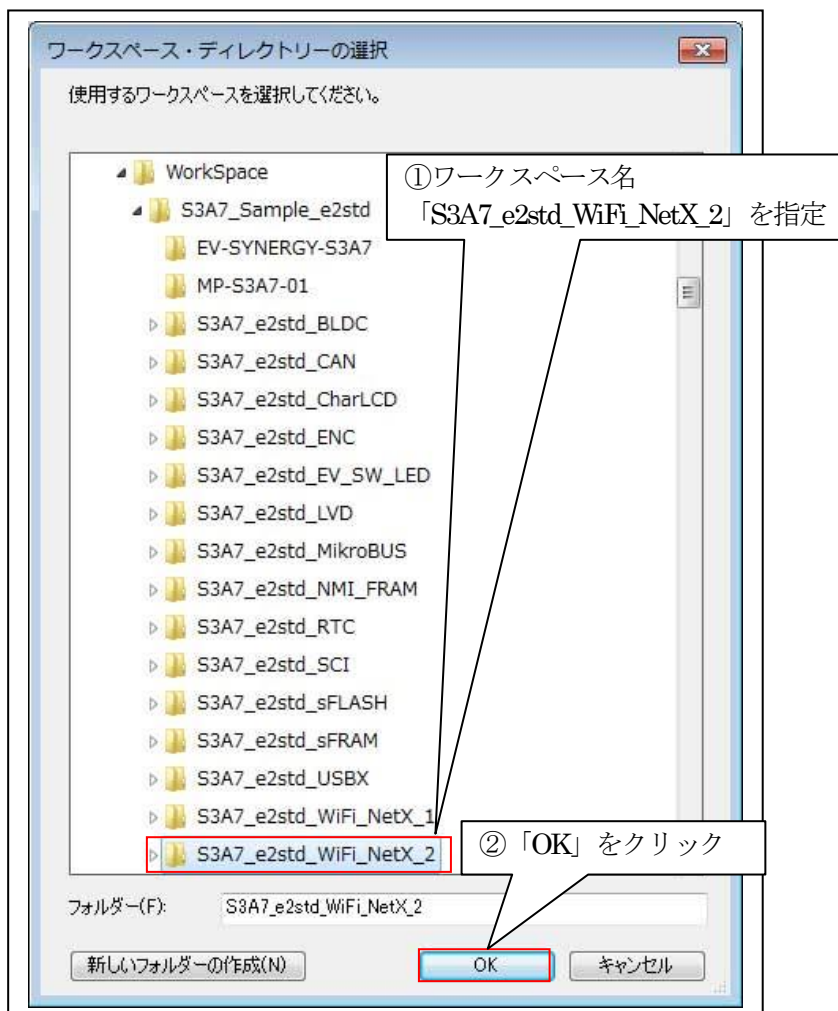 ワークスペース・ディレクトリーの選択
使用するワークスペースを選択してください。
①ワークスペース名
「S3A7_e2std_WiFi_NetX_2」を指定
WorkSpace
S3A7_Sample_e2std
EV-SYNERGY-S3A7
MP-S3A7-01
S3A7_e2std_BLDC
S3A7_e2std_CAN
S3A7_e2std_CharLCD
S3A7_e2std_ENC
S3A7_e2std_EV_SW_LED
S3A7_e2std_LVD
S3A7_e2std_MikroBUS
S3A7_e2std_NMI_FRAM
S3A7_e2std_RTC
S3A7_e2std_SCI
S3A7_e2std_sFLASH
S3A7_e2std_sFRAM
S3A7_e2std_USBX
S3A7_e2std_WiFi_NetX_1
S3A7_e2std_WiFi_NetX_2
②「OK」をクリック
フォルダー(F): S3A7_e2std_WiFi_NetX_2
新しいフォルダーの作成(N) OK キャンセル